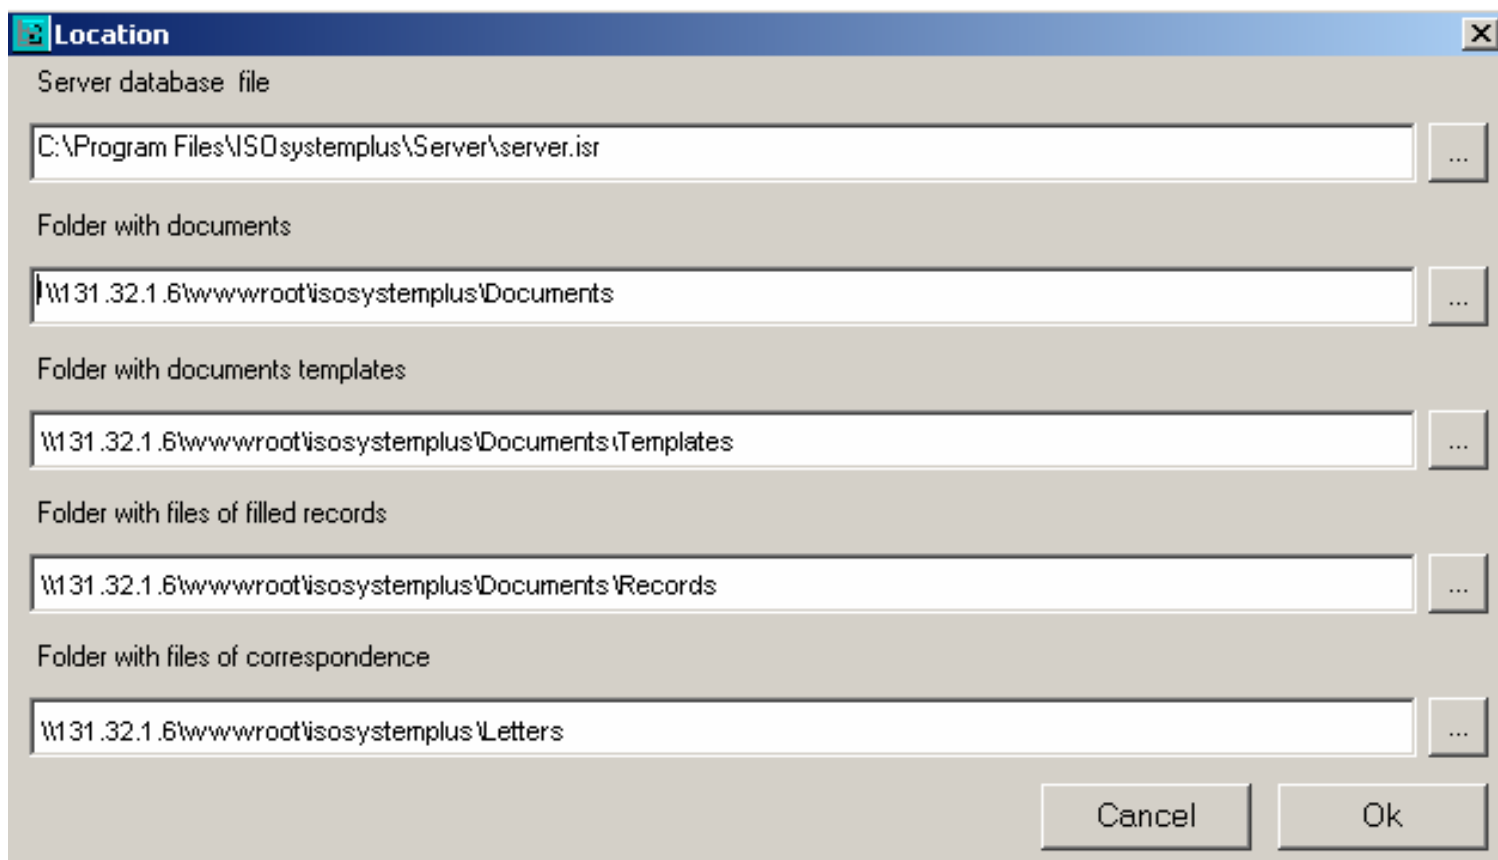 Location
Server database  file
C:\Program Files\ISOsystemplus\Server\server.isr
...
Folder with documents
\\131.32.1.6\wwwroot\isosystemplus\Documents
...
Folder with documents templates
\\131.32.1.6\wwwroot\isosystemplus\Documents\Templates
...
Folder with files of filled records
\\131.32.1.6\wwwroot\isosystemplus\Documents\Records
...
Folder with files of correspondence
\\131.32.1.6\wwwroot\isosystemplus\Letters
...
Cancel Ok